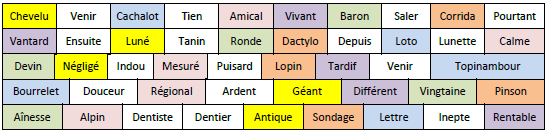 Chevelu Venir Cachalot Tien Amical Vivant Baron Saler Corrida Pourtant
Vantard Ensuite Luné Tanin Ronde Dactylo Depuis Loto Lunette Calme
Devin Négligé Indou Mesuré Puisard Lopin Tardif Venir Topinambour
Bourrelet Douceur Régional Ardent Géant Différent Vingtaine Pinson
Aînesse Alpin Dentiste Dentier Antique Sondage Lettre Inepte Rentable